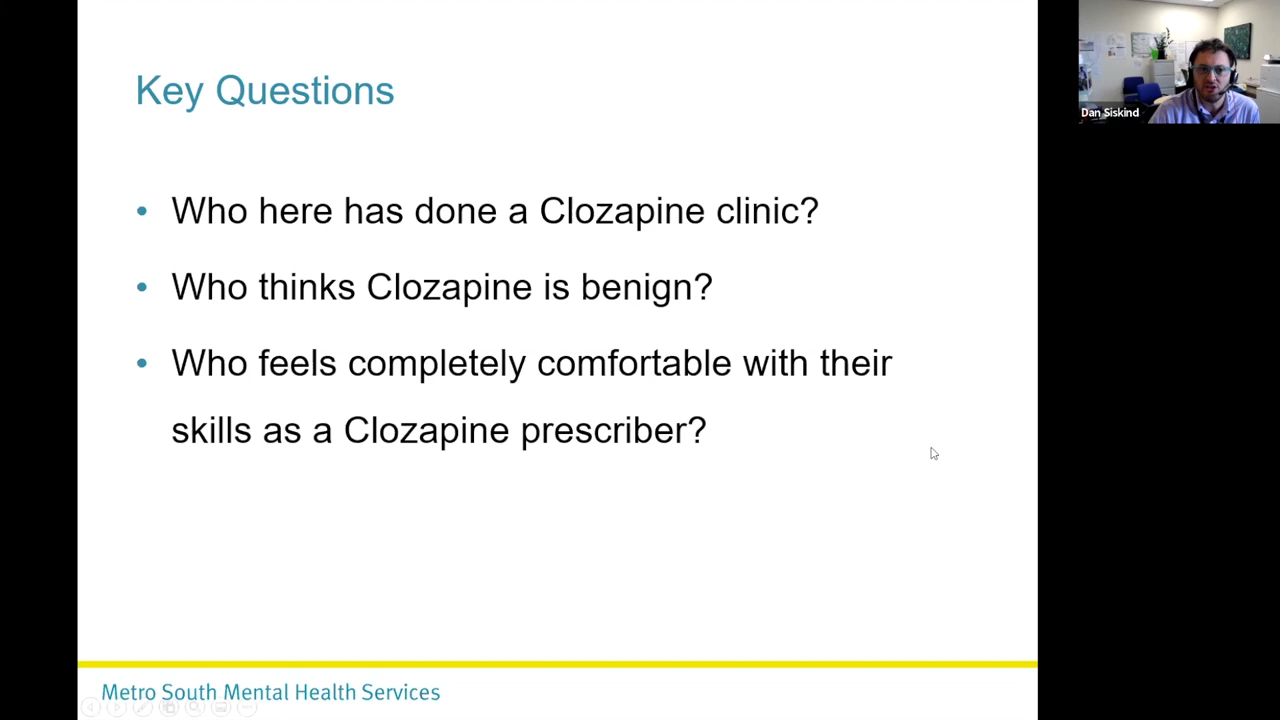 Key Questions
• Who here has done a Clozapine clinic?
• Who thinks Clozapine is benign?
• Who feels completely comfortable with their
skills as a Clozapine prescriber?
Metro South Mental Health Services
Dan Siskind